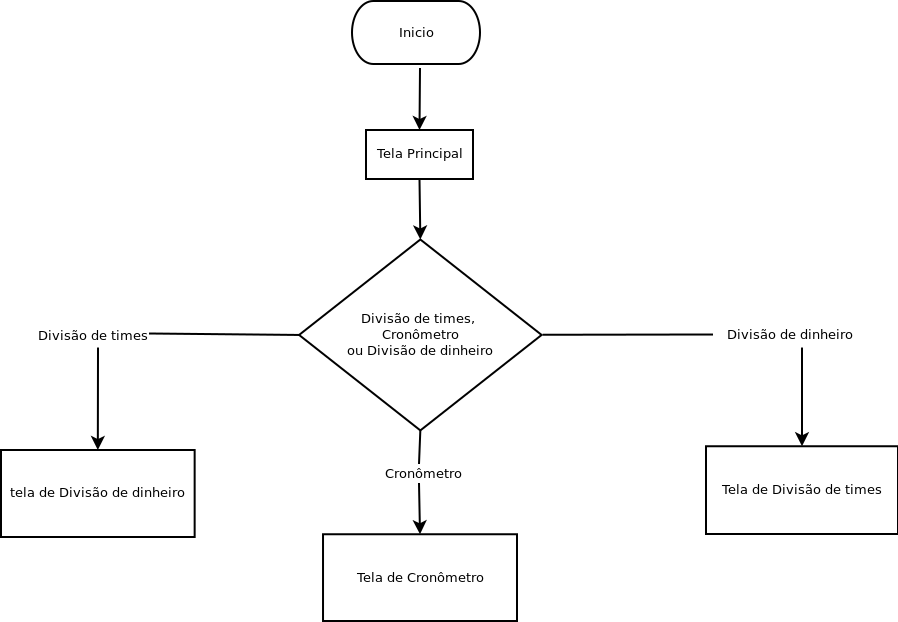 Inicio
Tela Principal
Divisão de times,
Cronômetro
ou Divisão de dinheiro
Divisão de times
Divisão de dinheiro
Cronômetro
tela de Divisão de dinheiro
Tela de Divisão de times
Tela de Cronômetro